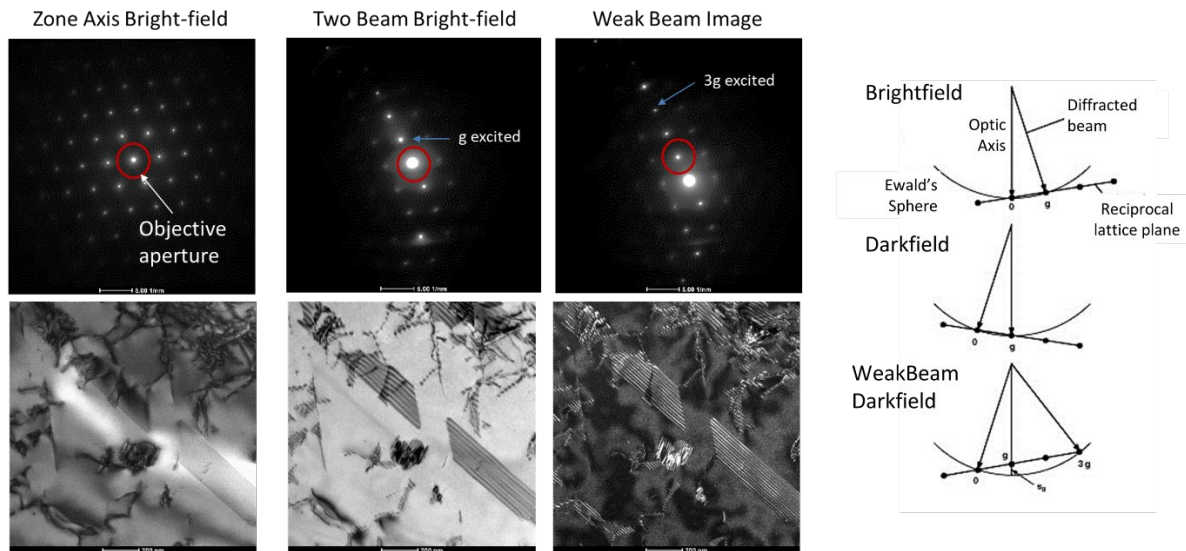 Zone Axis Bright-field
Two Beam Bright-field
Weak Beam Image
3g excited
g excited
Objective
aperture
5.00 1/nm
5.00 1/nm
5.00 1/nm
200 nm
200 nm
200 nm
Brightfield
Diffracted
beam
Optic
Axis
Ewald's
Sphere
0
g
Reciprocal
lattice plane
Darkfield
0
g
WeakBeam
Darkfield
g
3g
0
sg